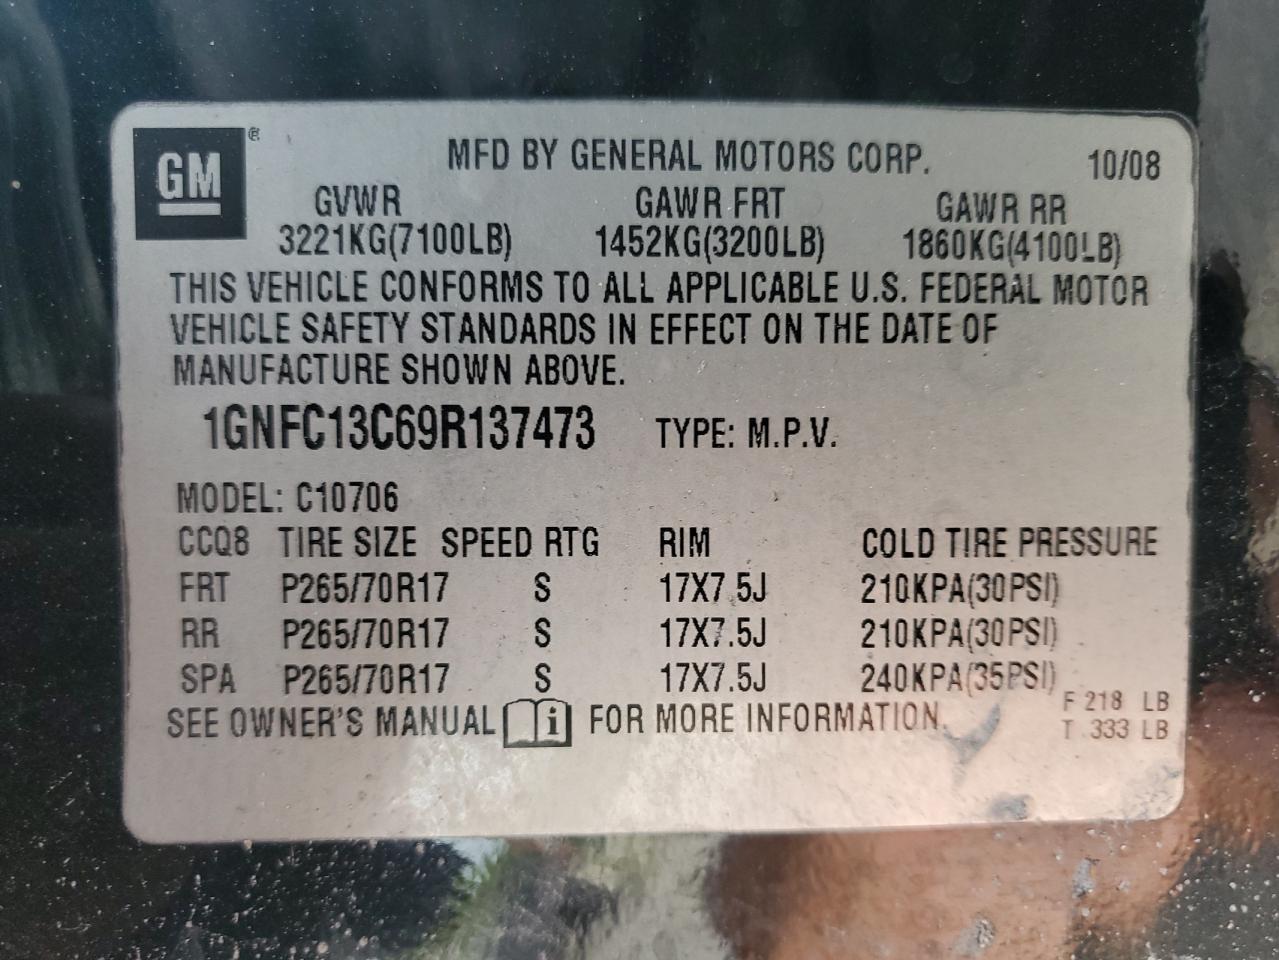 GM ®
MFD BY GENERAL MOTORS CORP. 10/08
GVWR GAWR FRT GAWR RR
3221KG(7100LB) 1452KG(3200LB) 1860KG(4100LB)
THIS VEHICLE CONFORMS TO ALL APPLICABLE U.S. FEDERAL MOTOR
VEHICLE SAFETY STANDARDS IN EFFECT ON THE DATE OF
MANUFACTURE SHOWN ABOVE.
1GNFC13C69R137473 TYPE: M.P.V.
MODEL: C10706
CCQ8 TIRE SIZE SPEED RTG RIM COLD TIRE PRESSURE
FRT P265/70R17 S 17X7.5J 210KPA(30PSI)
RR P265/70R17 S 17X7.5J 210KPA(30PSI)
SPA P265/70R17 S 17X7.5J 240KPA(35PSI)
SEE OWNER'S MANUAL i FOR MORE INFORMATION.
F 218 LB
T 333 LB